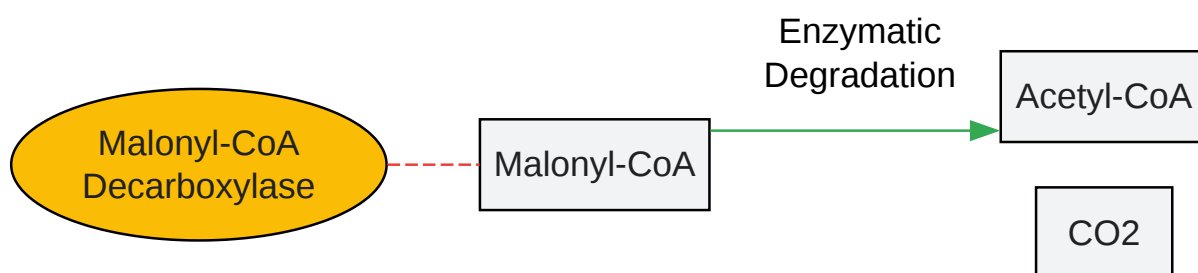 Malonyl-CoA
Decarboxylase
Malonyl-CoA
Enzymatic
Degradation
Acetyl-CoA
CO2